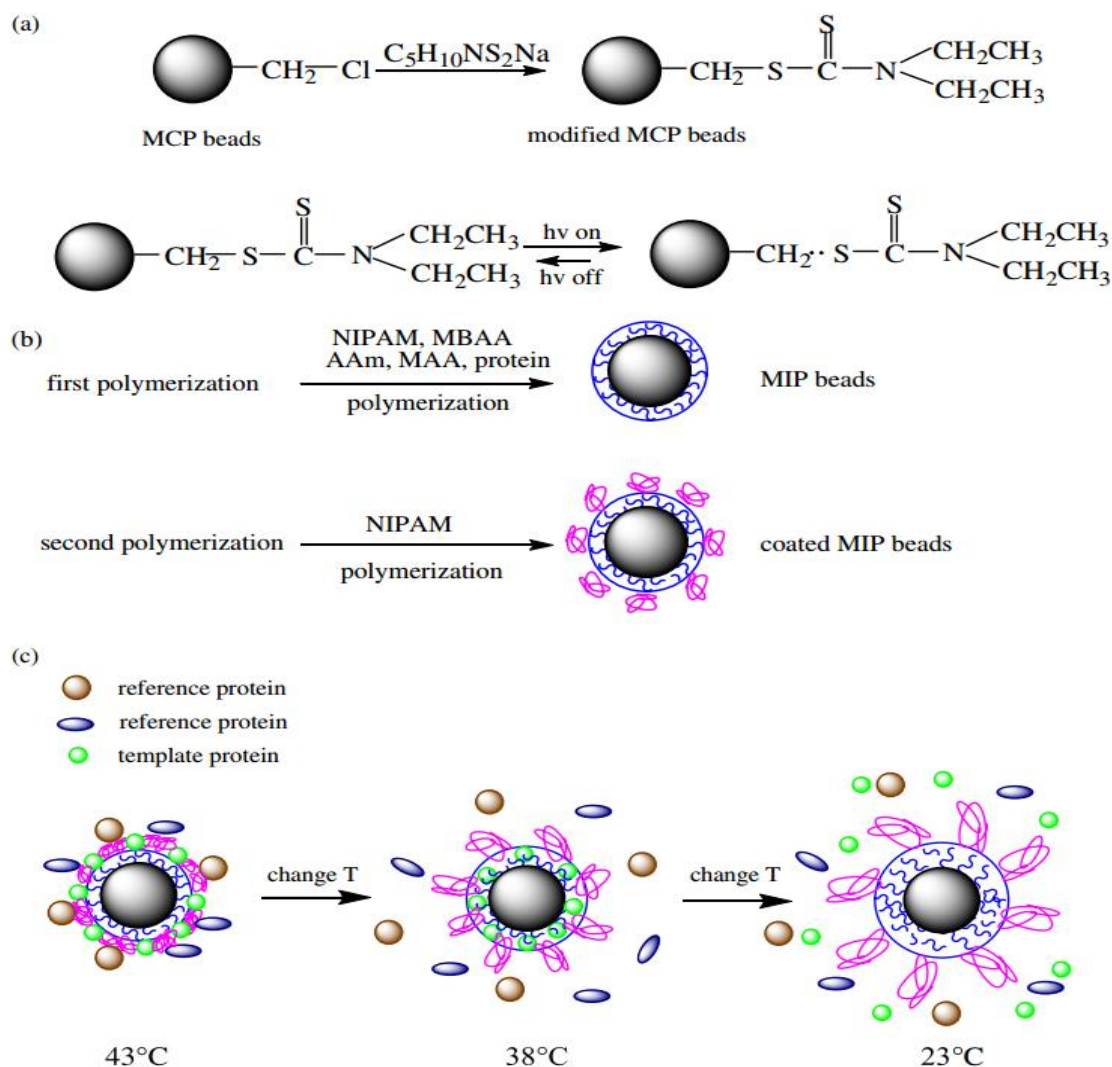 (a)
CH₂ Cl
C₅H₁₀NS₂Na
S
CH₂ S C N
CH₂CH₃
CH₂CH₃
MCP beads
modified MCP beads
S
CH₂ S C N
CH₂CH₃
CH₂CH₃
hv on
hv off
S
CH₂·· S C N
CH₂CH₃
CH₂CH₃
(b)
first polymerization
NIPAM, MBAA
AAm, MAA, protein
polymerization
MIP beads
second polymerization
NIPAM
polymerization
coated MIP beads
(c)
reference protein
reference protein
template protein
change T
change T
43°C
38°C
23°C